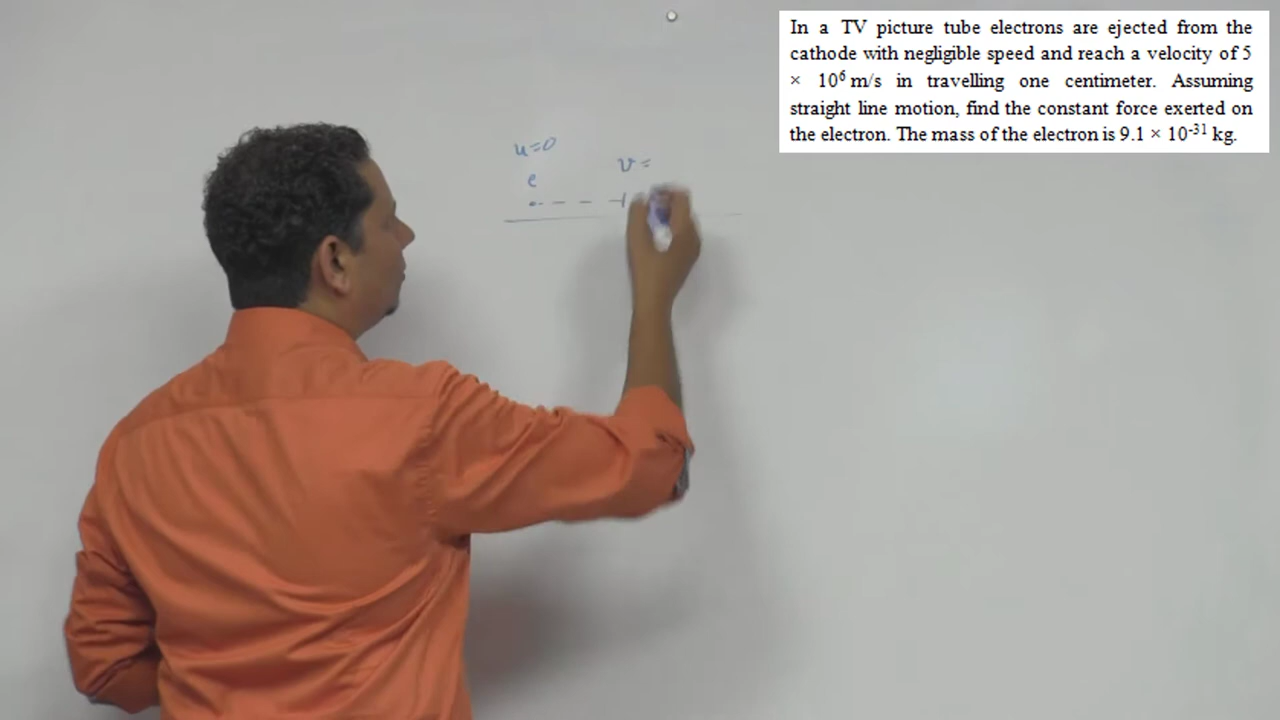 In a TV picture tube electrons are ejected from the
cathode with negligible speed and reach a velocity of 5
× 10⁶ m/s in travelling one centimeter. Assuming
straight line motion, find the constant force exerted on
the electron. The mass of the electron is 9.1 × 10⁻³¹ kg.
u=0
v =
e